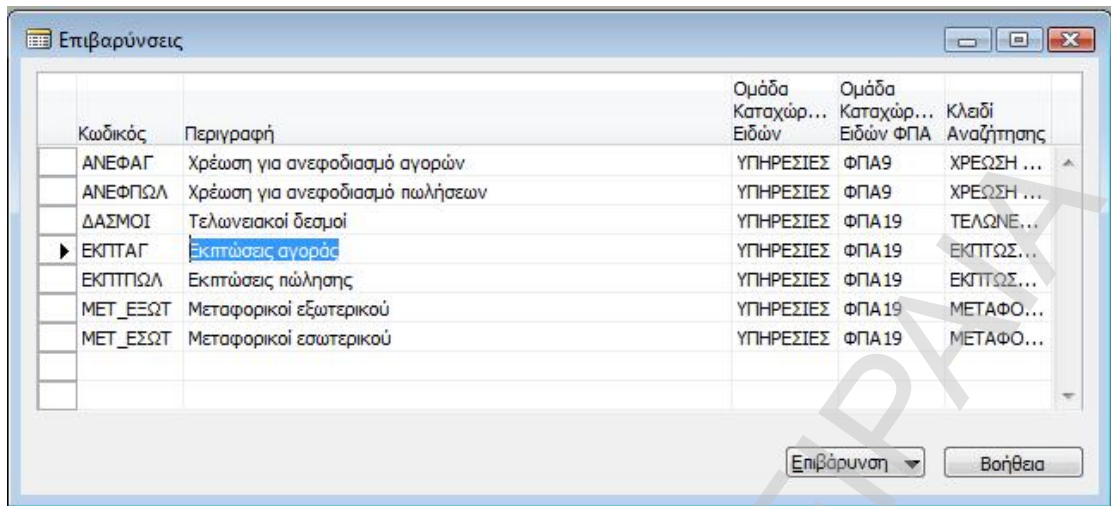 Επιβαρύνσεις
Κωδικός Περιγραφή Ομάδα Καταχώρ... Ειδών Ομάδα Καταχώρ... Ειδών ΦΠΑ Κλειδί Αναζήτησης
ΑΝΕΦΑΓ Χρέωση για ανεφοδιασμό αγορών ΥΠΗΡΕΣΙΕΣ ΦΠΑ9 ΧΡΕΩΣΗ ...
ΑΝΕΦΠΩΛ Χρέωση για ανεφοδιασμό πωλήσεων ΥΠΗΡΕΣΙΕΣ ΦΠΑ9 ΧΡΕΩΣΗ ...
ΔΑΣΜΟΙ Τελωνειακοί δεσμοί ΥΠΗΡΕΣΙΕΣ ΦΠΑ19 ΤΕΛΩΝΕ...
ΕΚΠΤΑΓ Εκπτώσεις αγοράς ΥΠΗΡΕΣΙΕΣ ΦΠΑ19 ΕΚΠΤΩΣ...
ΕΚΠΤΠΩΛ Εκπτώσεις πώλησης ΥΠΗΡΕΣΙΕΣ ΦΠΑ19 ΕΚΠΤΩΣ...
ΜΕΤ_ΕΞΩΤ Μεταφορικοί εξωτερικού ΥΠΗΡΕΣΙΕΣ ΦΠΑ19 ΜΕΤΑΦΟ...
ΜΕΤ_ΕΣΩΤ Μεταφορικοί εσωτερικού ΥΠΗΡΕΣΙΕΣ ΦΠΑ19 ΜΕΤΑΦΟ...
Επιβάρυνση Βοήθεια